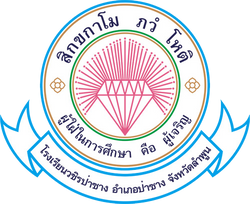 สิกขกาโม ภวํ โหติ
ผู้ใฝ่ในการศึกษา คือ ผู้เจริญ
โรงเรียนวชิรป่าซาง อำเภอป่าซาง จังหวัดลำพูน